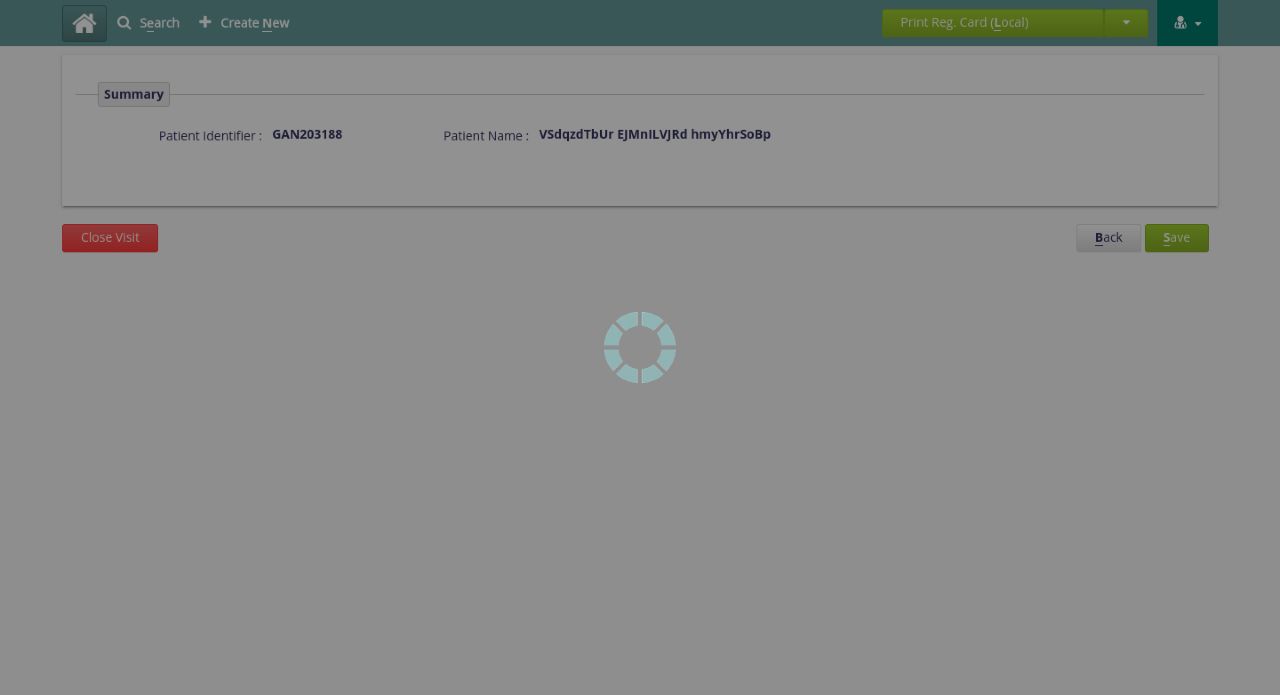 Search
Create New
Print Reg. Card (Local)
Summary
Patient Identifier : GAN203188
Patient Name : VSdqzdTbUr EJMnILVJRd hmyYhrSoBp
Close Visit
Back
Save